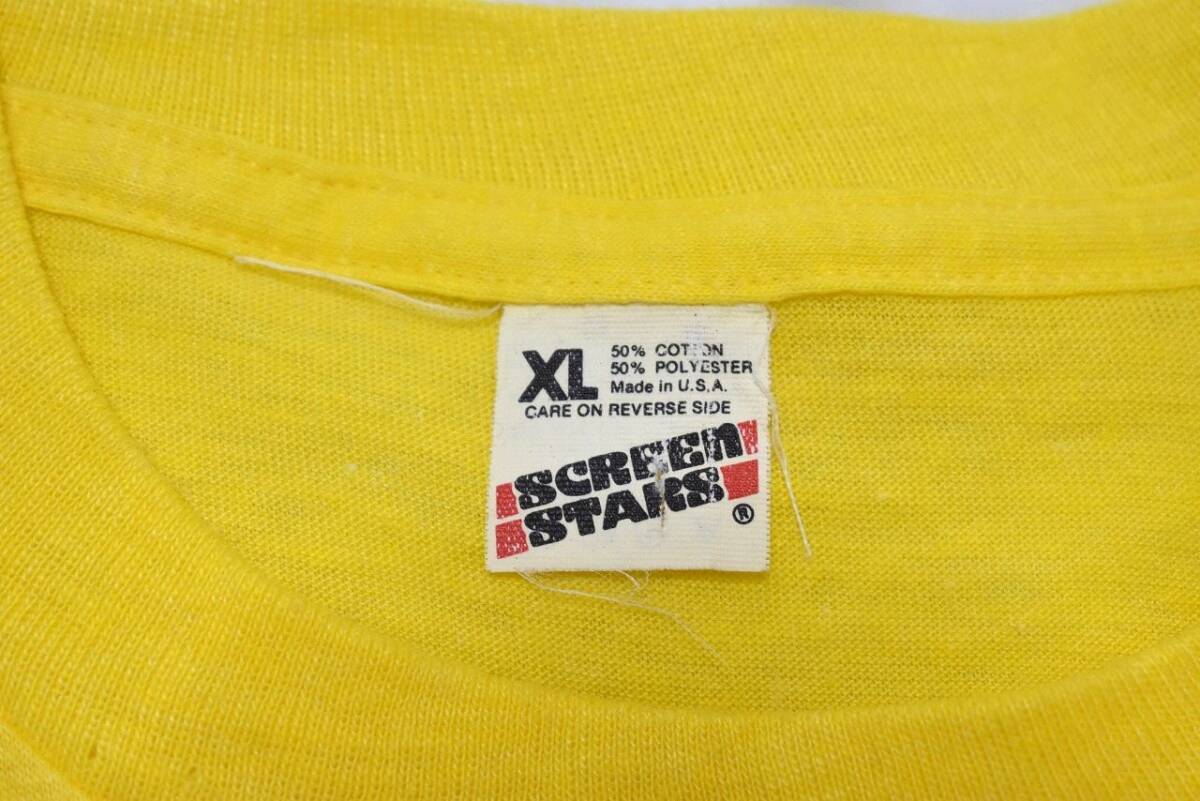 XL
50% COTTON
50% POLYESTER
Made in U.S.A.
CARE ON REVERSE SIDE
SCREEN
STARS
®